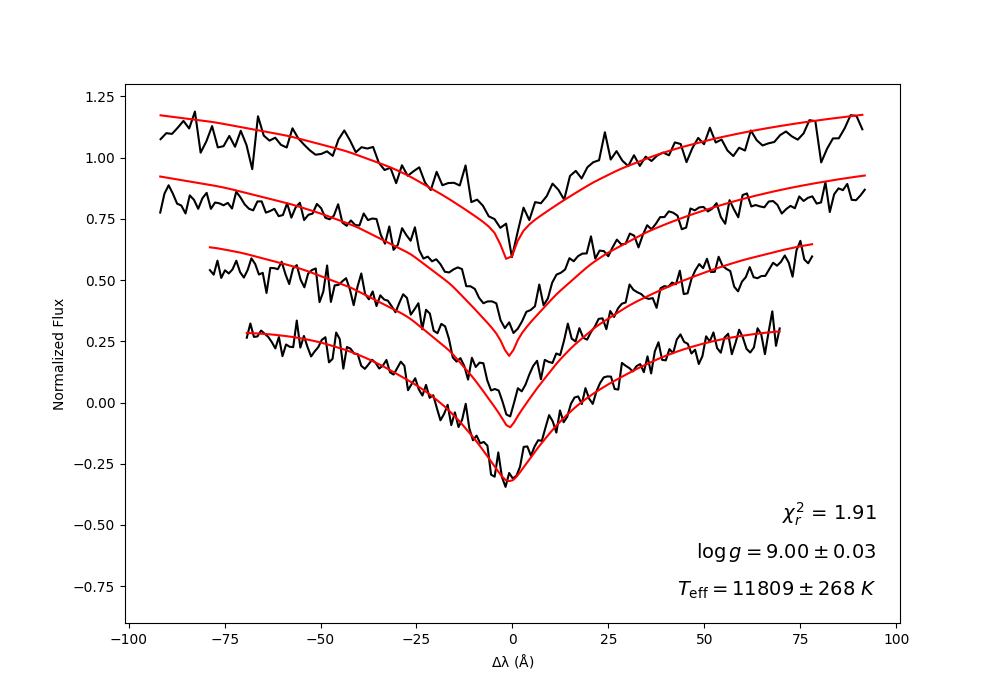 1.25
1.00
0.75
0.50
0.25
0.00
−0.25
−0.50
−0.75
Normalized Flux
χ²ᵣ = 1.91
log g = 9.00 ± 0.03
T_eff = 11809 ± 268 K
−100 −75 −50 −25 0 25 50 75 100
Δλ (Å)